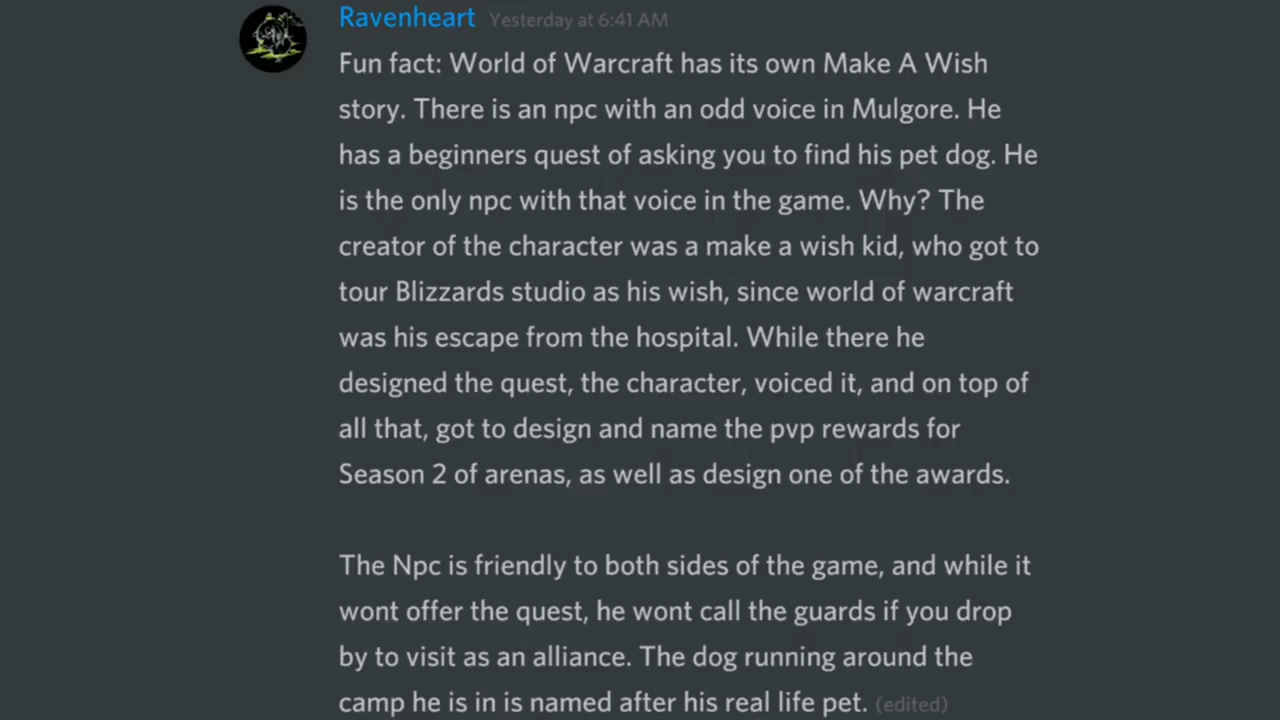 Ravenheart Yesterday at 6:41 AM
Fun fact: World of Warcraft has its own Make A Wish
story. There is an npc with an odd voice in Mulgore. He
has a beginners quest of asking you to find his pet dog. He
is the only npc with that voice in the game. Why? The
creator of the character was a make a wish kid, who got to
tour Blizzards studio as his wish, since world of warcraft
was his escape from the hospital. While there he
designed the quest, the character, voiced it, and on top of
all that, got to design and name the pvp rewards for
Season 2 of arenas, as well as design one of the awards.
The Npc is friendly to both sides of the game, and while it
wont offer the quest, he wont call the guards if you drop
by to visit as an alliance. The dog running around the
camp he is in is named after his real life pet. (edited)